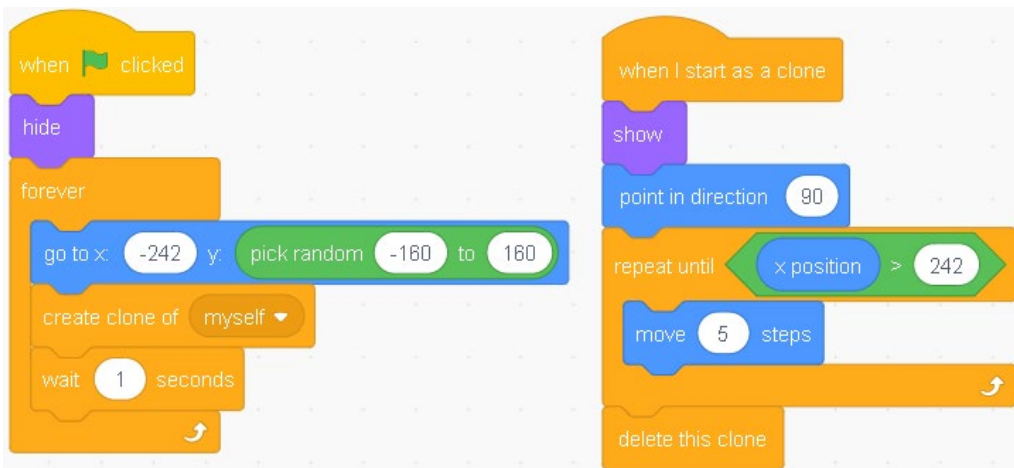 when clicked
hide
forever
go to x: -242 y: pick random -160 to 160
create clone of myself
wait 1 seconds
when I start as a clone
show
point in direction 90
repeat until x position > 242
move 5 steps
delete this clone